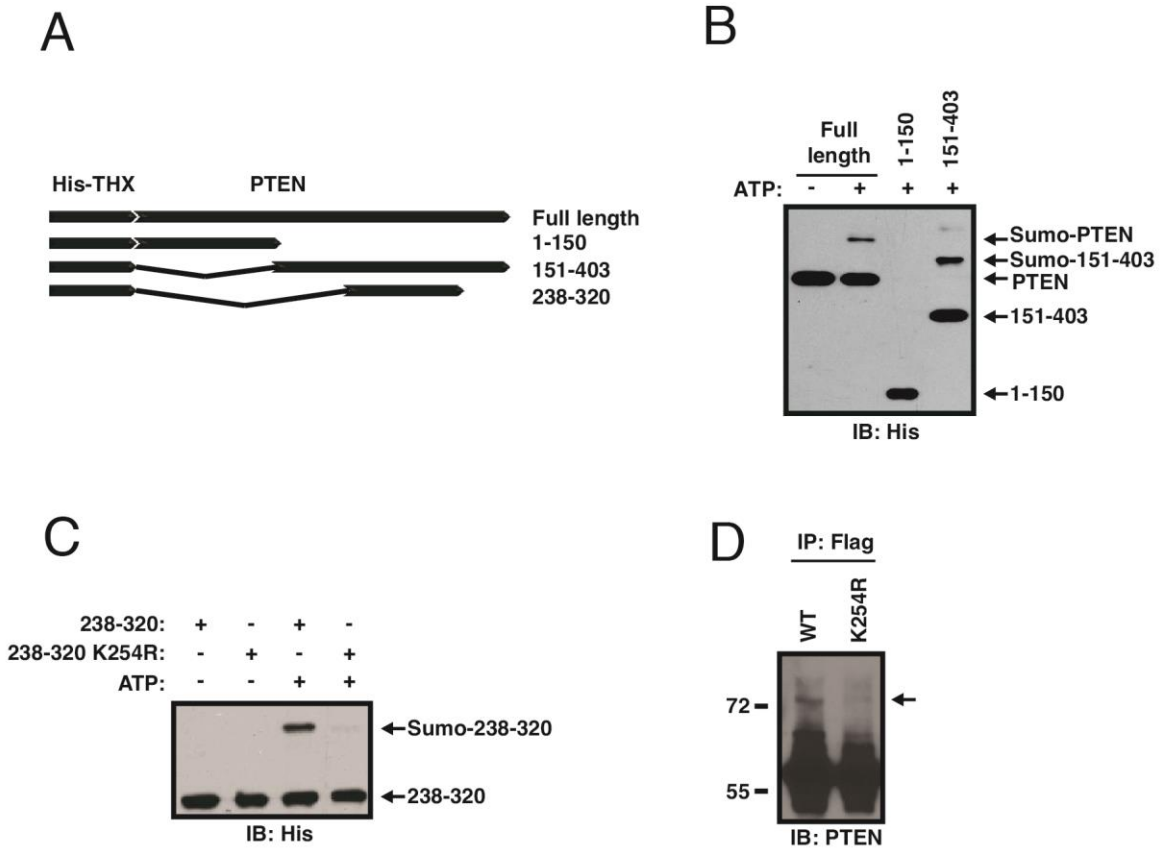 A
His-THX PTEN
Full length
1-150
151-403
238-320
B
Full length
1-150
151-403
ATP: - + + +
Sumo-PTEN
Sumo-151-403
PTEN
151-403
1-150
IB: His
C
238-320: + - + -
238-320 K254R: - + - +
ATP: - - + +
Sumo-238-320
238-320
IB: His
D
IP: Flag
WT
K254R
72
55
IB: PTEN